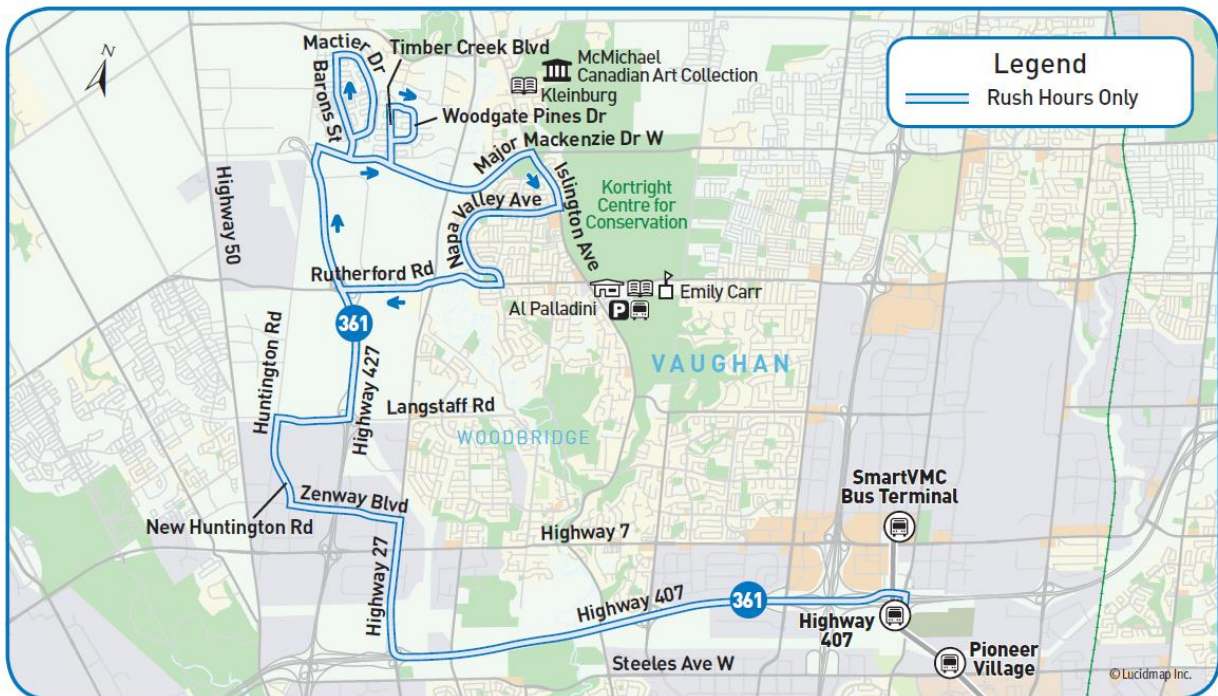 N
Mactier Dr
Timber Creek Blvd
Barons St
McMichael
Canadian Art Collection
Kleinburg
Woodgate Pines Dr
Legend
Rush Hours Only
Major Mackenzie Dr W
Highway 50
Islington Ave
Napa Valley Ave
Kortright
Centre for
Conservation
Rutherford Rd
Emily Carr
Al Palladini
P
361
VAUGHAN
Huntington Rd
Highway 427
Langstaff Rd
WOODBRIDGE
SmartVMC
Bus Terminal
Zenway Blvd
New Huntington Rd
Highway 7
Highway 27
Highway 407
361
Highway
407
Steeles Ave W
Pioneer
Village
© Lucidmap Inc.